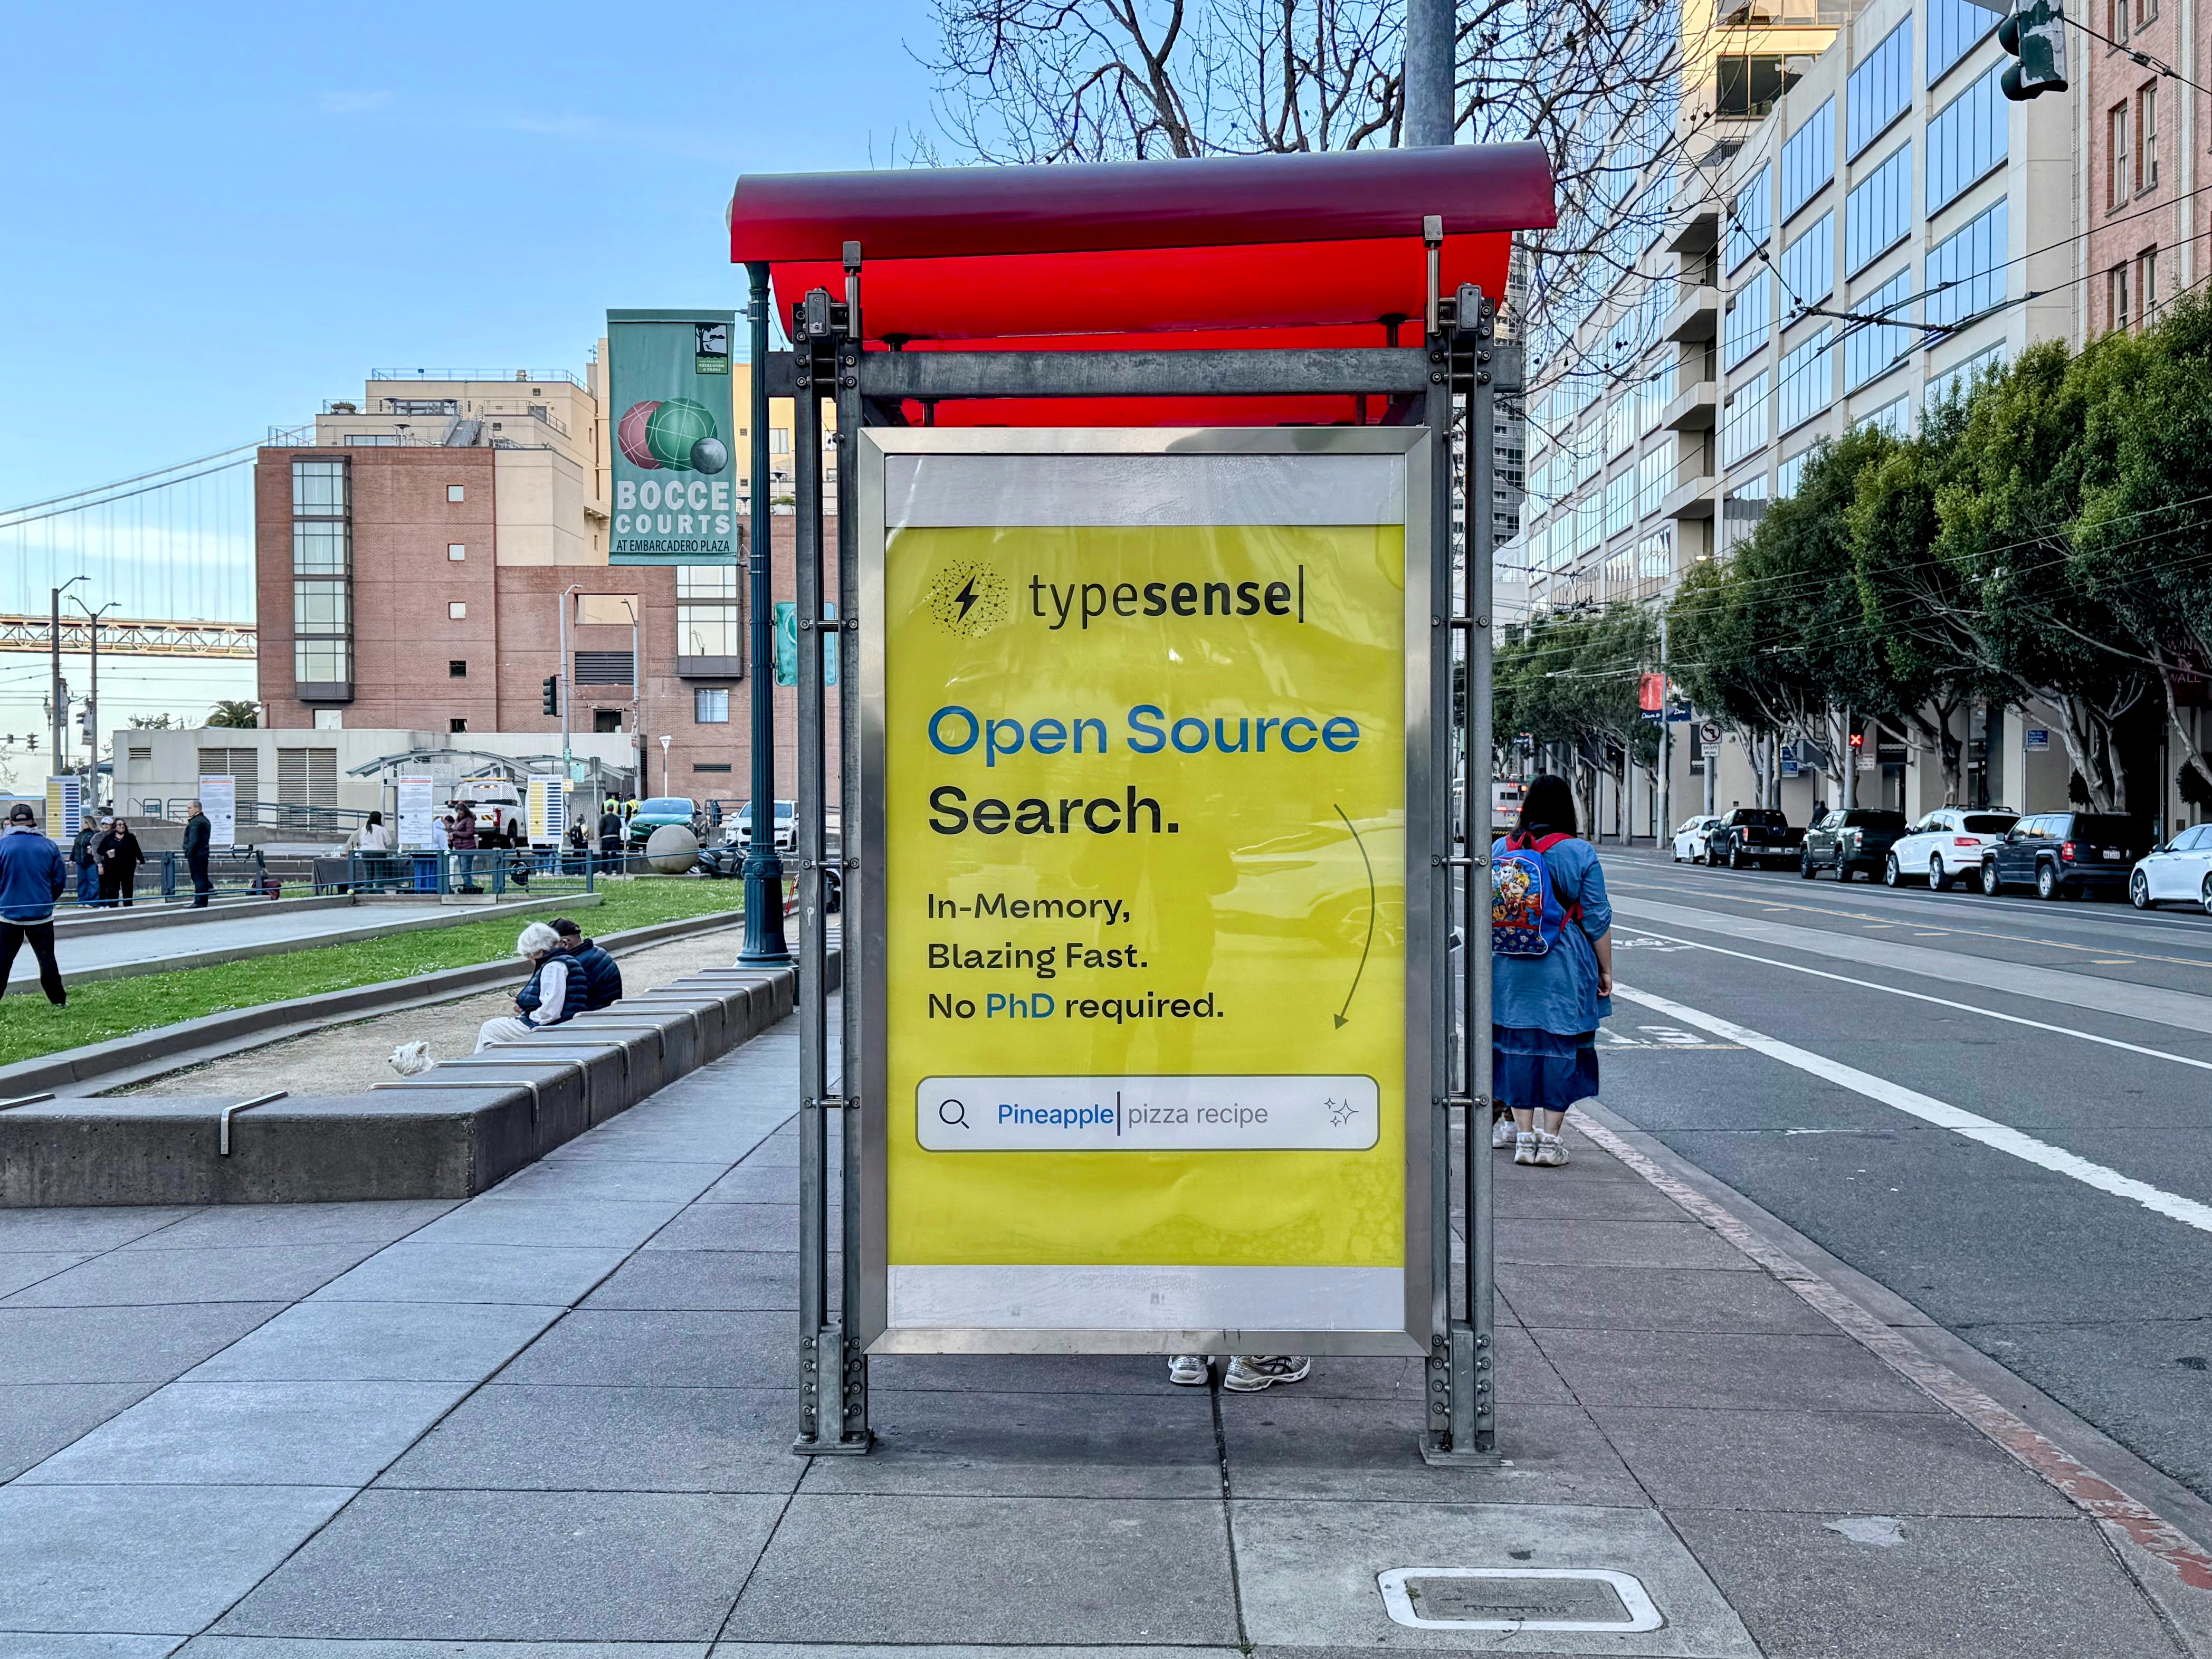 BOCCE
COURTS
AT EMBARCADERO PLAZA
typesense
Open Source
Search.
In-Memory,
Blazing Fast.
No PhD required.
Pineapple pizza recipe